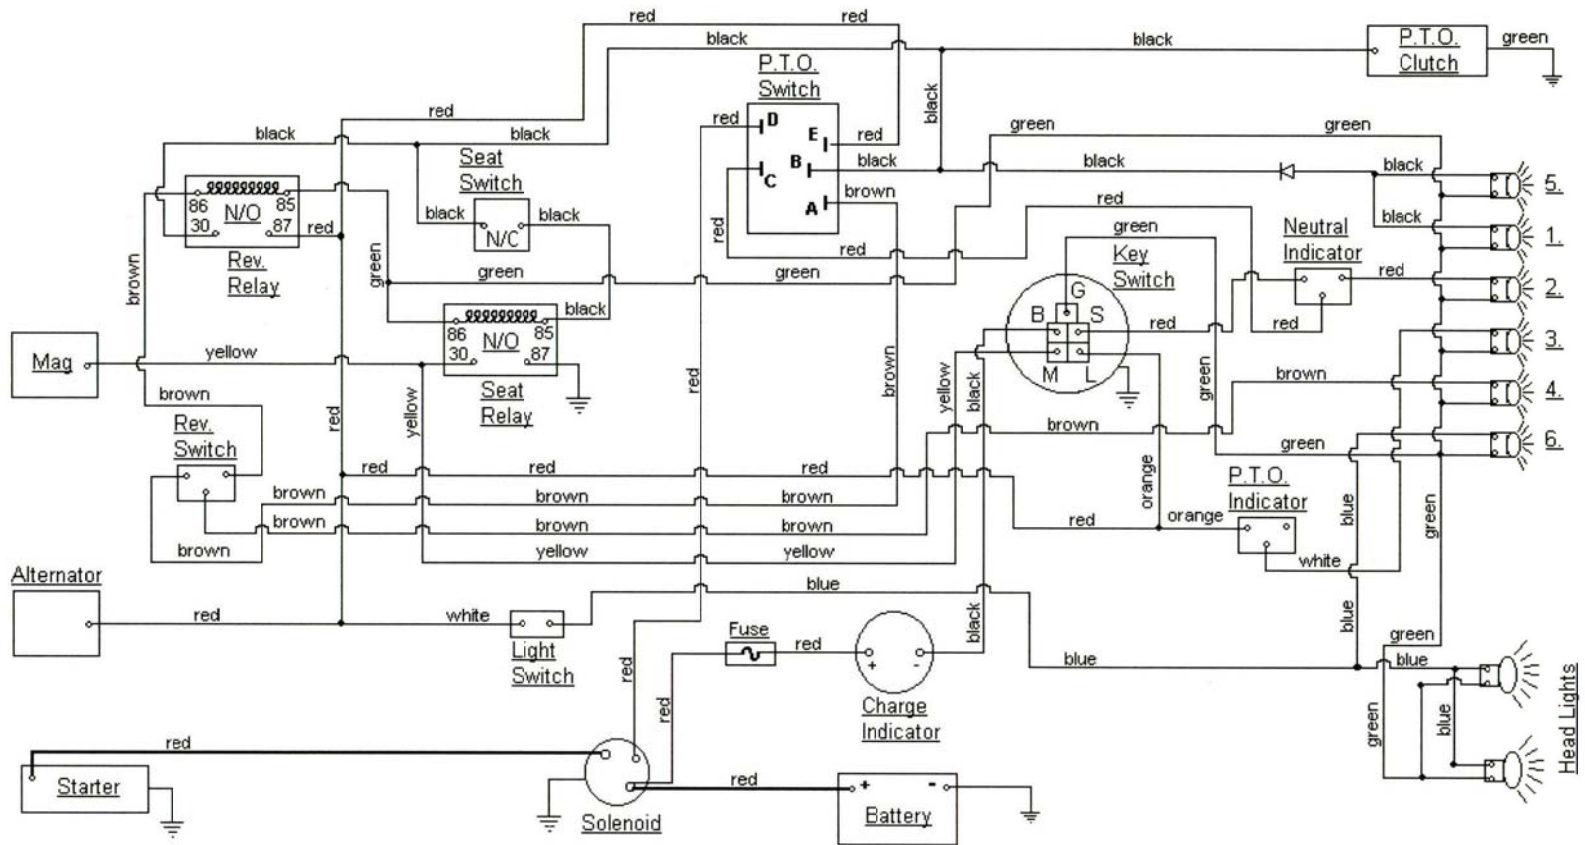 red red
black black
P.T.O. Clutch green
P.T.O. Switch
red
black black
red D E red
black
green green
Seat Switch
B black black black 5.
C brown
A
86 N/O 85
30 87 red
black N/C black
red
red
green
Neutral Indicator
black 1.
Rev. Relay
brown
green
green
red
green
Key Switch
red 2.
black
86 N/O 85
30 87
G
B S
M L
red red
3.
Mag yellow
Seat Relay
red
brown
yellow
black
green
brown 4.
brown
Rev. Switch
red
yellow
brown
green 6.
red red red
orange
P.T.O. Indicator
brown brown brown
brown brown brown
red orange
blue
green
brown
yellow yellow
white
Alternator
blue
red white
Light Switch
Fuse red
+ -
Charge Indicator
black
blue
green
blue blue
red
red
green
blue
Head Lights
red
Starter
Solenoid
red
+ -
Battery